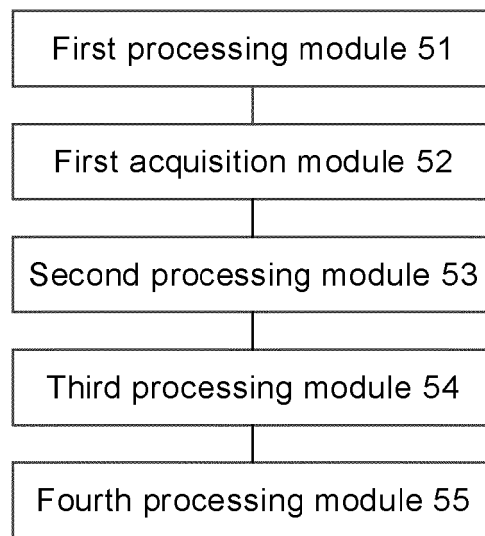 First processing module 51
First acquisition module 52
Second processing module 53
Third processing module 54
Fourth processing module 55